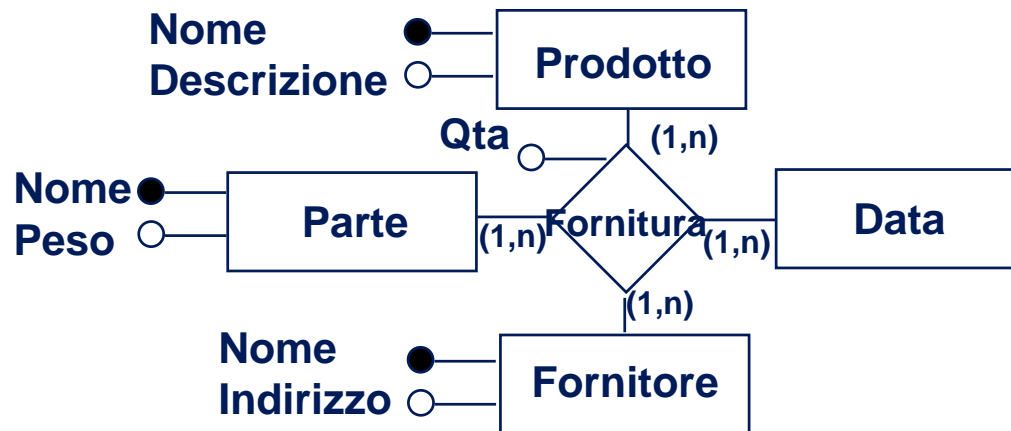 Nome
Descrizione
Prodotto
Qta
(1,n)
Nome
Peso
Parte
(1,n)
Fornitura
(1,n)
Data
(1,n)
Nome
Indirizzo
Fornitore